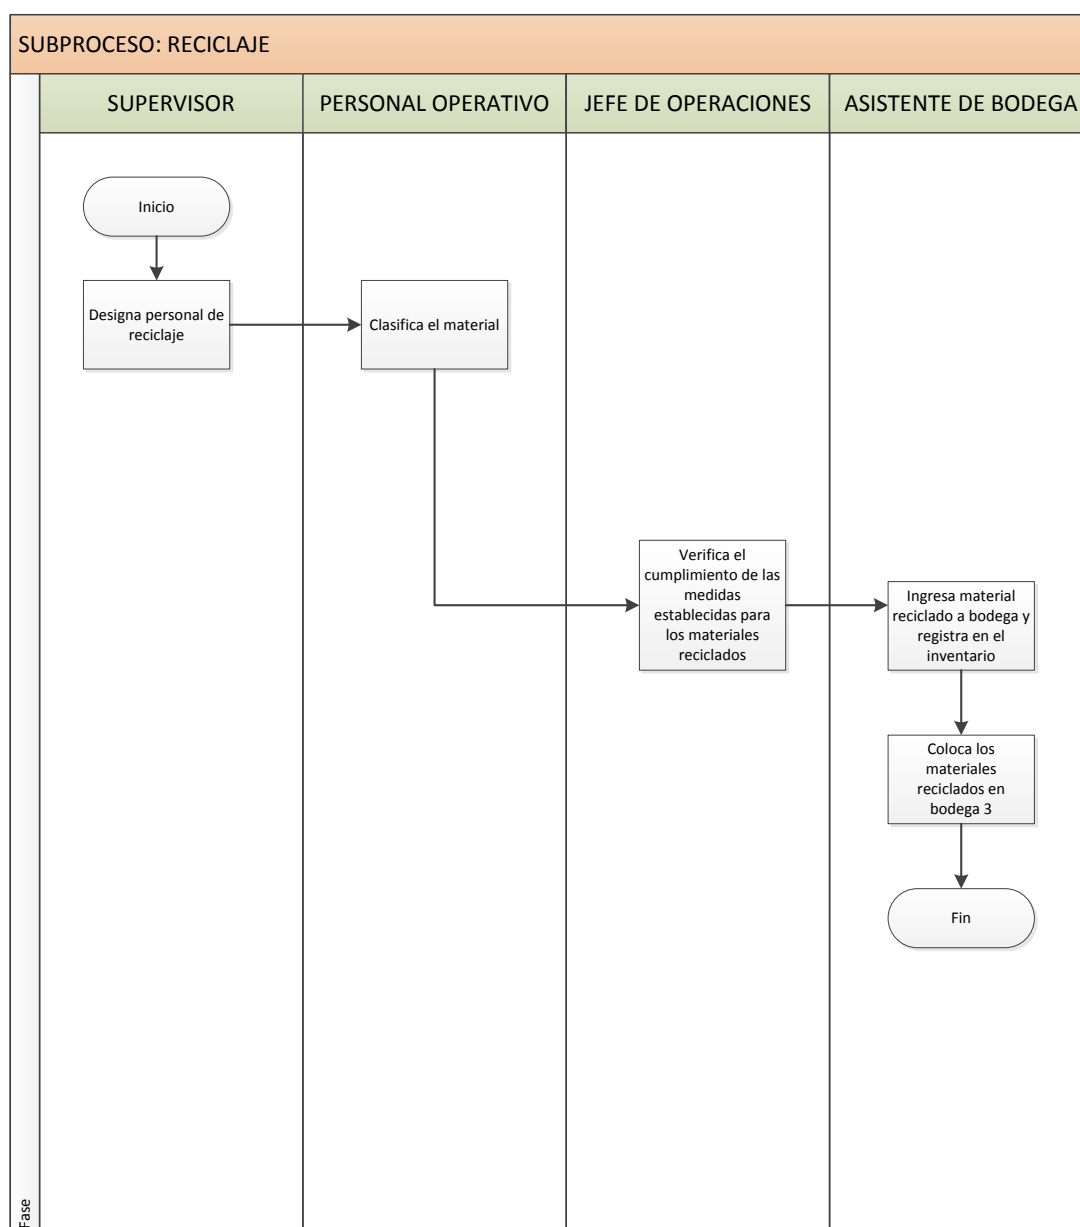 SUBPROCESO: RECICLAJE
SUPERVISOR
PERSONAL OPERATIVO
JEFE DE OPERACIONES
ASISTENTE DE BODEGA
Inicio
Designa personal de
reciclaje
Clasifica el material
Verifica el
cumplimiento de las
medidas
establecidas para
los materiales
reciclados
Ingresa material
reciclado a bodega y
registra en el
inventario
Coloca los
materiales
reciclados en
bodega 3
Fin
Fase